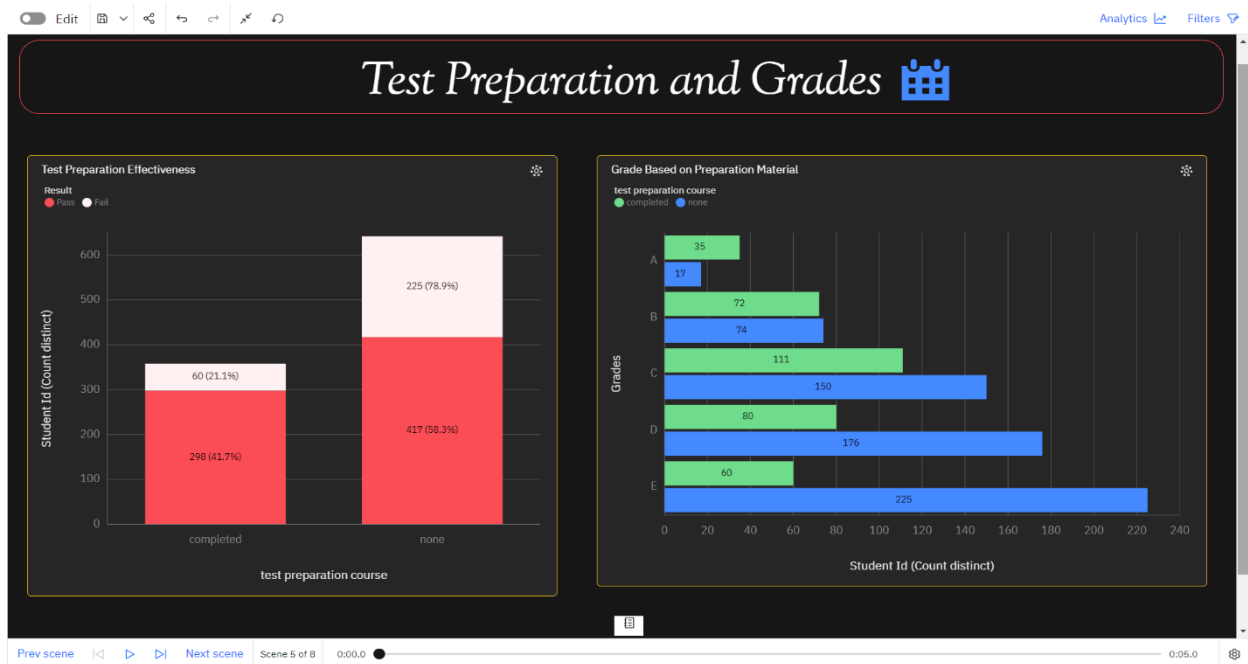 Edit
Analytics
Filters
Test Preparation and Grades
Test Preparation Effectiveness
Result
Pass Fail
Student Id (Count distinct)
600
500
400
300
200
100
0
60 (21.1%)
298 (41.7%)
225 (78.9%)
417 (58.3%)
completed none
test preparation course
Grade Based on Preparation Material
test preparation course
completed none
Grades
A
35
17
B
72
74
C
111
150
D
80
176
E
60
225
0 20 40 60 80 100 120 140 160 180 200 220 240
Student Id (Count distinct)
Prev scene Next scene Scene 5 of 8 0:00.0 0:05.0